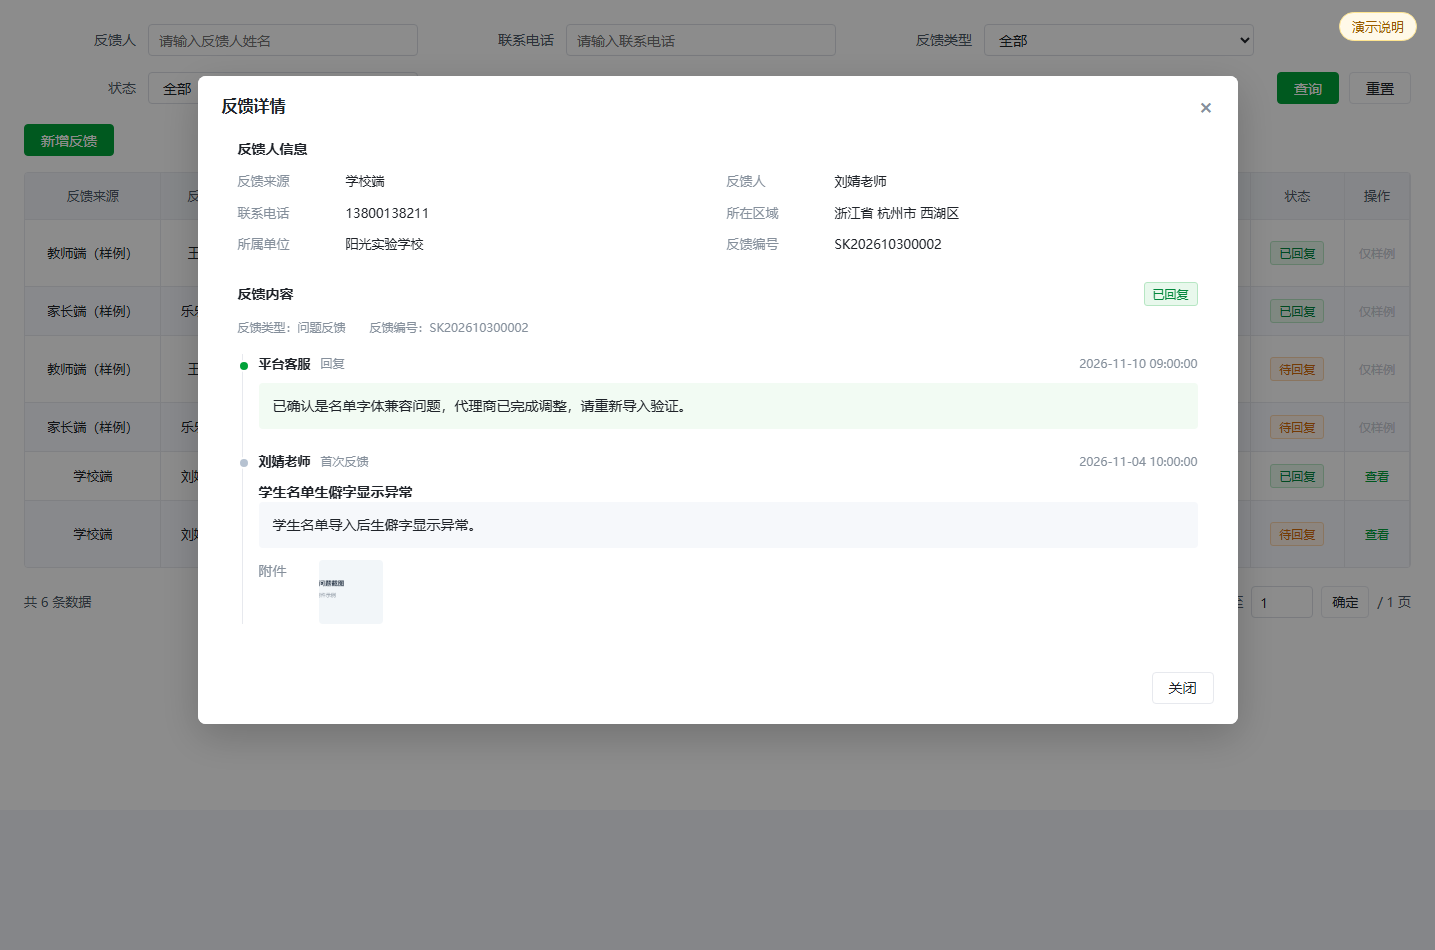 反馈人 请输入反馈人姓名 联系电话 请输入联系电话 反馈类型 全部 演示说明
状态 全部 查询 重置
反馈详情
新增反馈
反馈人信息
反馈来源 学校端 反馈人 刘婧老师
联系电话 13800138211 所在区域 浙江省 杭州市 西湖区
所属单位 阳光实验学校 反馈编号 SK202610300002
反馈内容 已回复
反馈类型：问题反馈 反馈编号：SK202610300002
平台客服 回复 2026-11-10 09:00:00
已确认是名单字体兼容问题，代理商已完成调整，请重新导入验证。
刘婧老师 首次反馈 2026-11-04 10:00:00
学生名单生僻字显示异常
学生名单导入后生僻字显示异常。
附件
关闭
反馈来源 状态 操作
教师端（样例） 王 已回复 仅样例
家长端（样例） 乐 已回复 仅样例
教师端（样例） 王 待回复 仅样例
家长端（样例） 乐 待回复 仅样例
学校端 刘 已回复 查看
学校端 刘 待回复 查看
共 6 条数据 1 确定 / 1 页